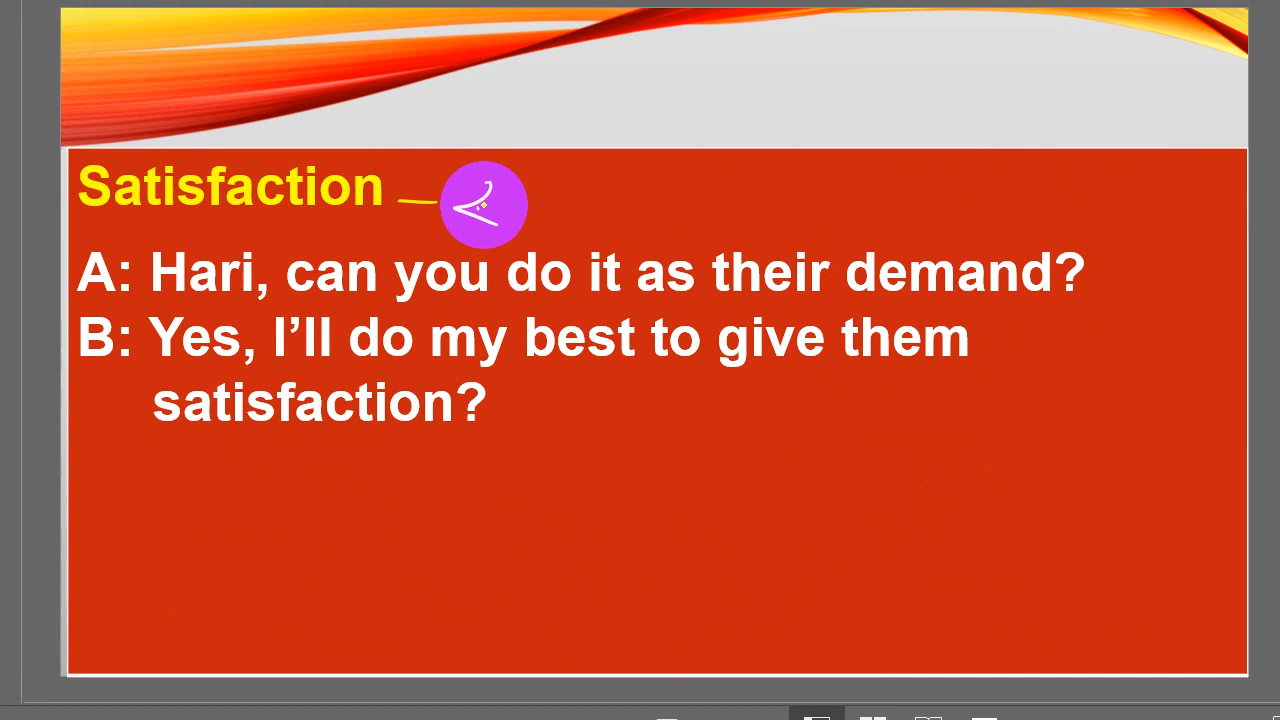 Satisfaction
A: Hari, can you do it as their demand?
B: Yes, I’ll do my best to give them
satisfaction?